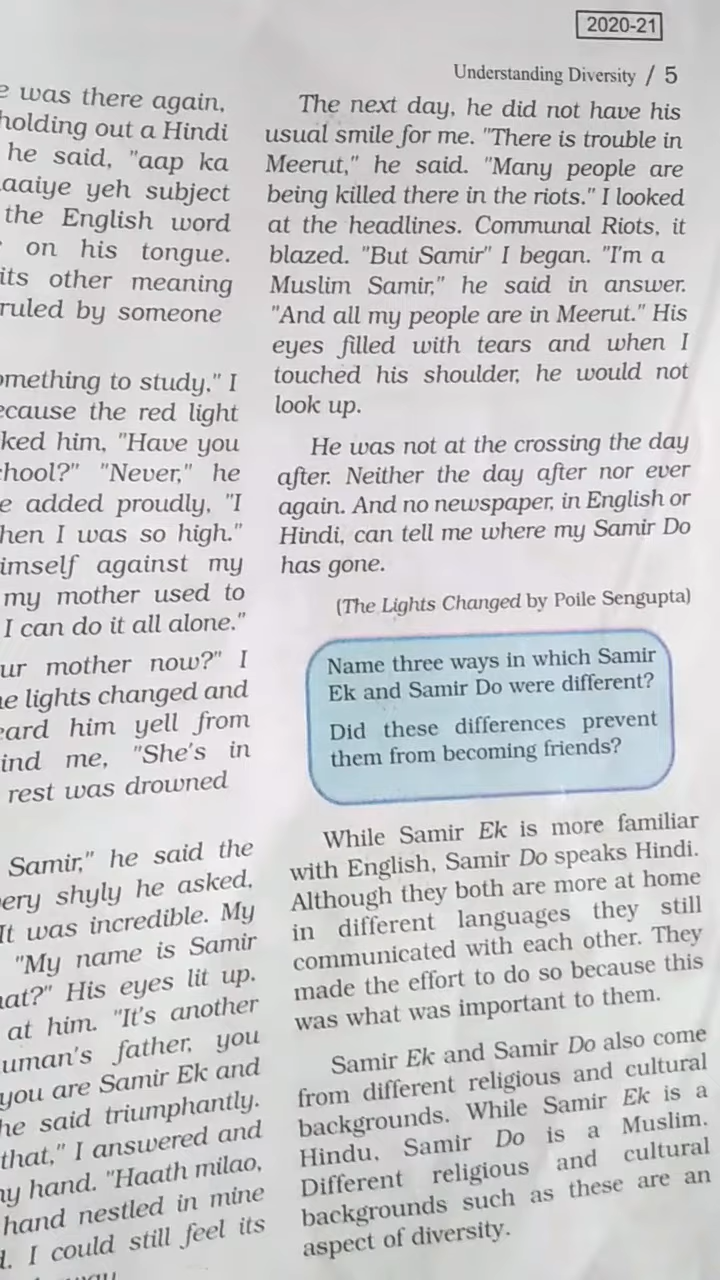 2020-21
Understanding Diversity / 5
was there again,
holding out a Hindi
he said, "aap ka
yeh subject
the English word
on his tongue.
its other meaning
ruled by someone
to study," I
the red light
him, "Have you
"Never," he
added proudly, "I
I was so high."
against my
my mother used to
I can do it all alone."
mother now?" I
lights changed and
him yell from
me, "She's in
rest was drowned
Samir," he said the
shyly he asked,
It was incredible. My
"My name is Samir
His eyes lit up.
at him. "It's another
father, you
you are Samir Ek and
he said triumphantly.
that," I answered and
hand. "Haath milao,
hand nestled in mine
I could still feel its
The next day, he did not have his
usual smile for me. "There is trouble in
Meerut," he said. "Many people are
being killed there in the riots." I looked
at the headlines. Communal Riots, it
blazed. "But Samir" I began. "I'm a
Muslim Samir," he said in answer.
"And all my people are in Meerut." His
eyes filled with tears and when I
touched his shoulder, he would not
look up.
He was not at the crossing the day
after. Neither the day after nor ever
again. And no newspaper, in English or
Hindi, can tell me where my Samir Do
has gone.
(The Lights Changed by Poile Sengupta)
Name three ways in which Samir
Ek and Samir Do were different?
Did these differences prevent
them from becoming friends?
While Samir Ek is more familiar
with English, Samir Do speaks Hindi.
Although they both are more at home
in different languages they still
communicated with each other. They
made the effort to do so because this
was what was important to them.
Samir Ek and Samir Do also come
from different religious and cultural
backgrounds. While Samir Ek is a
Hindu, Samir Do is a Muslim.
Different religious and cultural
backgrounds such as these are an
aspect of diversity.